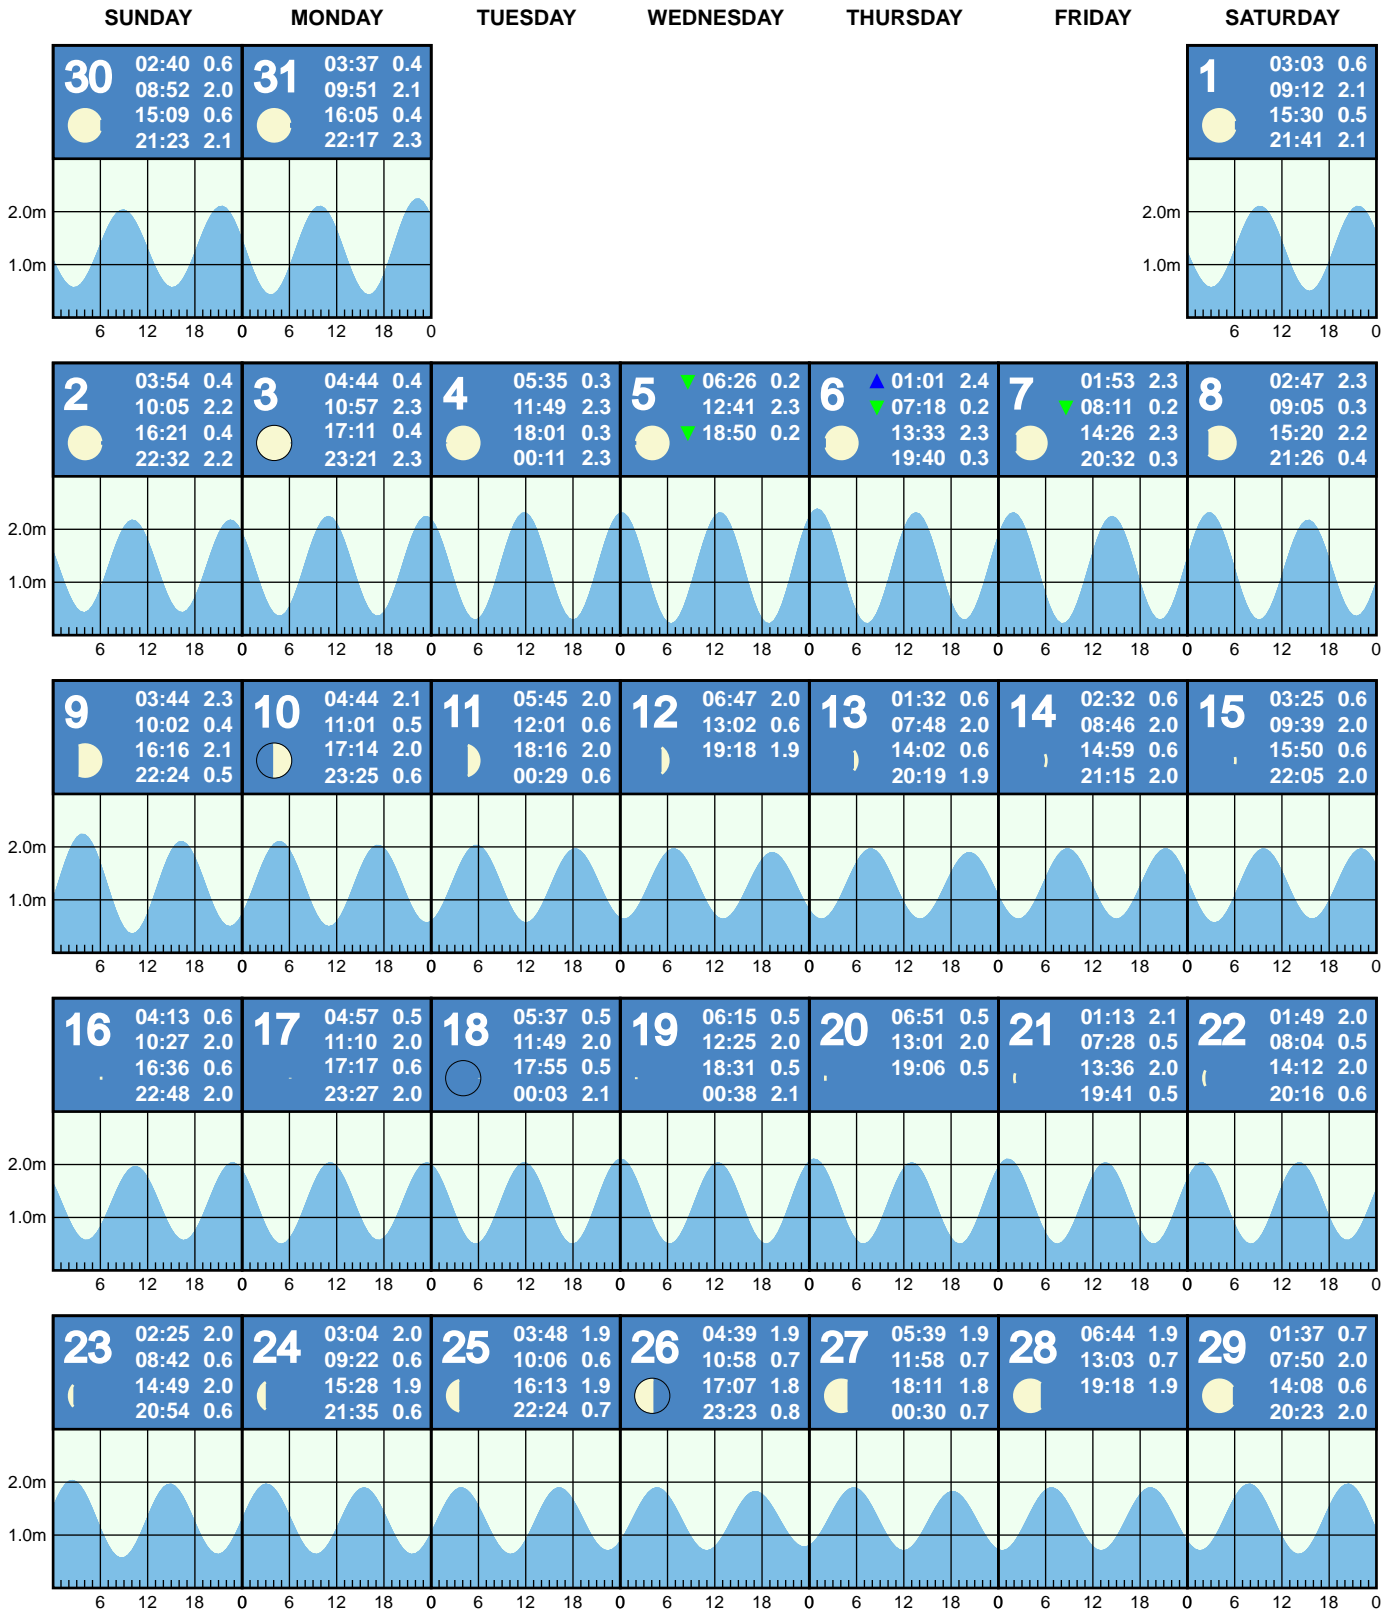 SUNDAY MONDAY TUESDAY WEDNESDAY THURSDAY FRIDAY SATURDAY
30 02:40 0.6
08:52 2.0
15:09 0.6
21:23 2.1
31 03:37 0.4
09:51 2.1
16:05 0.4
22:17 2.3
1 03:03 0.6
09:12 2.1
15:30 0.5
21:41 2.1
2.0m 2.0m
1.0m 1.0m
6 12 18 0 6 12 18 0 6 12 18 0
2 03:54 0.4
10:05 2.2
16:21 0.4
22:32 2.2
3 04:44 0.4
10:57 2.3
17:11 0.4
23:21 2.3
4 05:35 0.3
11:49 2.3
18:01 0.3
00:11 2.3
5 06:26 0.2
12:41 2.3
18:50 0.2
6 01:01 2.4
07:18 0.2
13:33 2.3
19:40 0.3
7 01:53 2.3
08:11 0.2
14:26 2.3
20:32 0.3
8 02:47 2.3
09:05 0.3
15:20 2.2
21:26 0.4
2.0m
1.0m
6 12 18 0 6 12 18 0 6 12 18 0 6 12 18 0 6 12 18 0 6 12 18 0 6 12 18 0
9 03:44 2.3
10:02 0.4
16:16 2.1
22:24 0.5
10 04:44 2.1
11:01 0.5
17:14 2.0
23:25 0.6
11 05:45 2.0
12:01 0.6
18:16 2.0
00:29 0.6
12 06:47 2.0
13:02 0.6
19:18 1.9
13 01:32 0.6
07:48 2.0
14:02 0.6
20:19 1.9
14 02:32 0.6
08:46 2.0
14:59 0.6
21:15 2.0
15 03:25 0.6
09:39 2.0
15:50 0.6
22:05 2.0
2.0m
1.0m
6 12 18 0 6 12 18 0 6 12 18 0 6 12 18 0 6 12 18 0 6 12 18 0 6 12 18 0
16 04:13 0.6
10:27 2.0
16:36 0.6
22:48 2.0
17 04:57 0.5
11:10 2.0
17:17 0.6
23:27 2.0
18 05:37 0.5
11:49 2.0
17:55 0.5
00:03 2.1
19 06:15 0.5
12:25 2.0
18:31 0.5
00:38 2.1
20 06:51 0.5
13:01 2.0
19:06 0.5
21 01:13 2.1
07:28 0.5
13:36 2.0
19:41 0.5
22 01:49 2.0
08:04 0.5
14:12 2.0
20:16 0.6
2.0m
1.0m
6 12 18 0 6 12 18 0 6 12 18 0 6 12 18 0 6 12 18 0 6 12 18 0 6 12 18 0
23 02:25 2.0
08:42 0.6
14:49 2.0
20:54 0.6
24 03:04 2.0
09:22 0.6
15:28 1.9
21:35 0.6
25 03:48 1.9
10:06 0.6
16:13 1.9
22:24 0.7
26 04:39 1.9
10:58 0.7
17:07 1.8
23:23 0.8
27 05:39 1.9
11:58 0.7
18:11 1.8
00:30 0.7
28 06:44 1.9
13:03 0.7
19:18 1.9
29 01:37 0.7
07:50 2.0
14:08 0.6
20:23 2.0
2.0m
1.0m
6 12 18 0 6 12 18 0 6 12 18 0 6 12 18 0 6 12 18 0 6 12 18 0 6 12 18 0